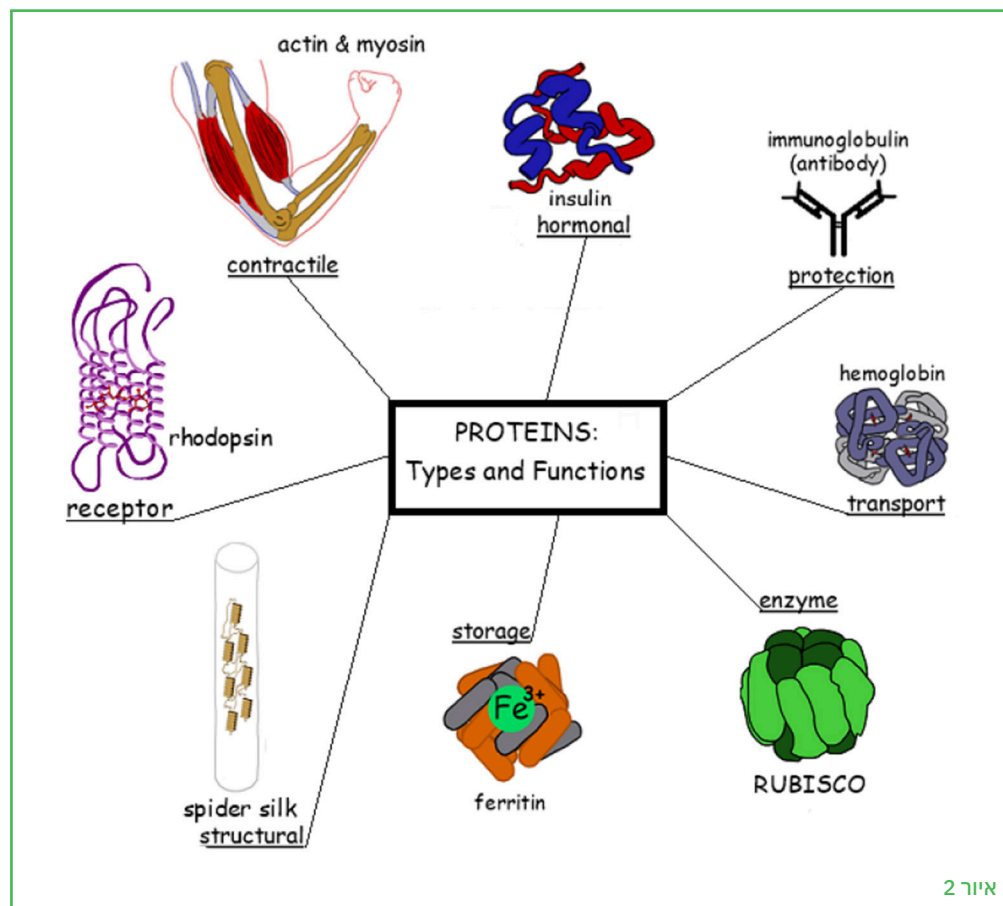 actin & myosin
contractile
insulin
hormonal
immunoglobulin
(antibody)
protection
rhodopsin
receptor
PROTEINS:
Types and Functions
hemoglobin
transport
spider silk
structural
storage
Fe3+
ferritin
enzyme
RUBISCO
איור 2